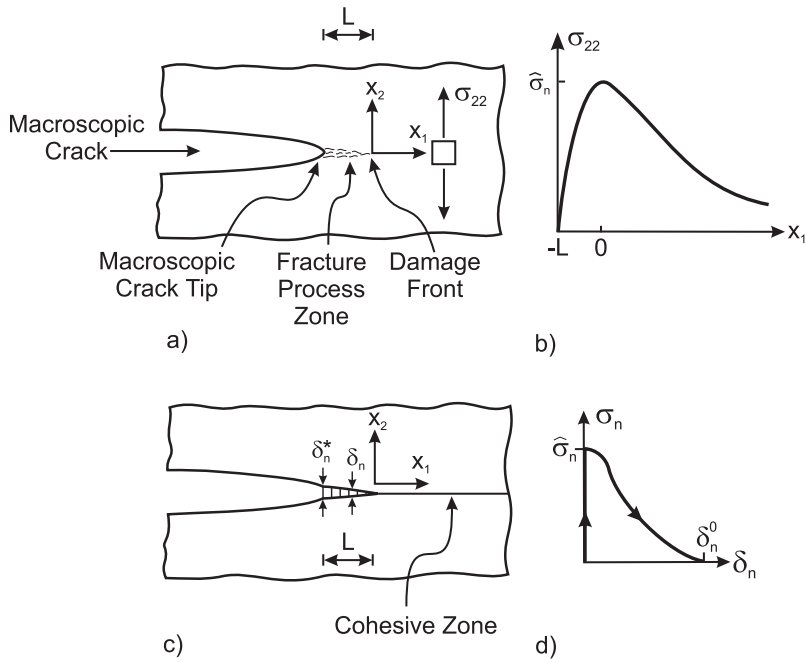 L
x₂
σ₂₂
x₁
Macroscopic
Crack
Macroscopic
Crack Tip
Fracture
Process
Zone
Damage
Front
a)
σ₂₂
σ̂ₙ
-L
0
x₁
b)
x₂
δₙ*
δₙ
x₁
L
Cohesive Zone
c)
σₙ
σ̂ₙ
δₙ⁰
δₙ
d)